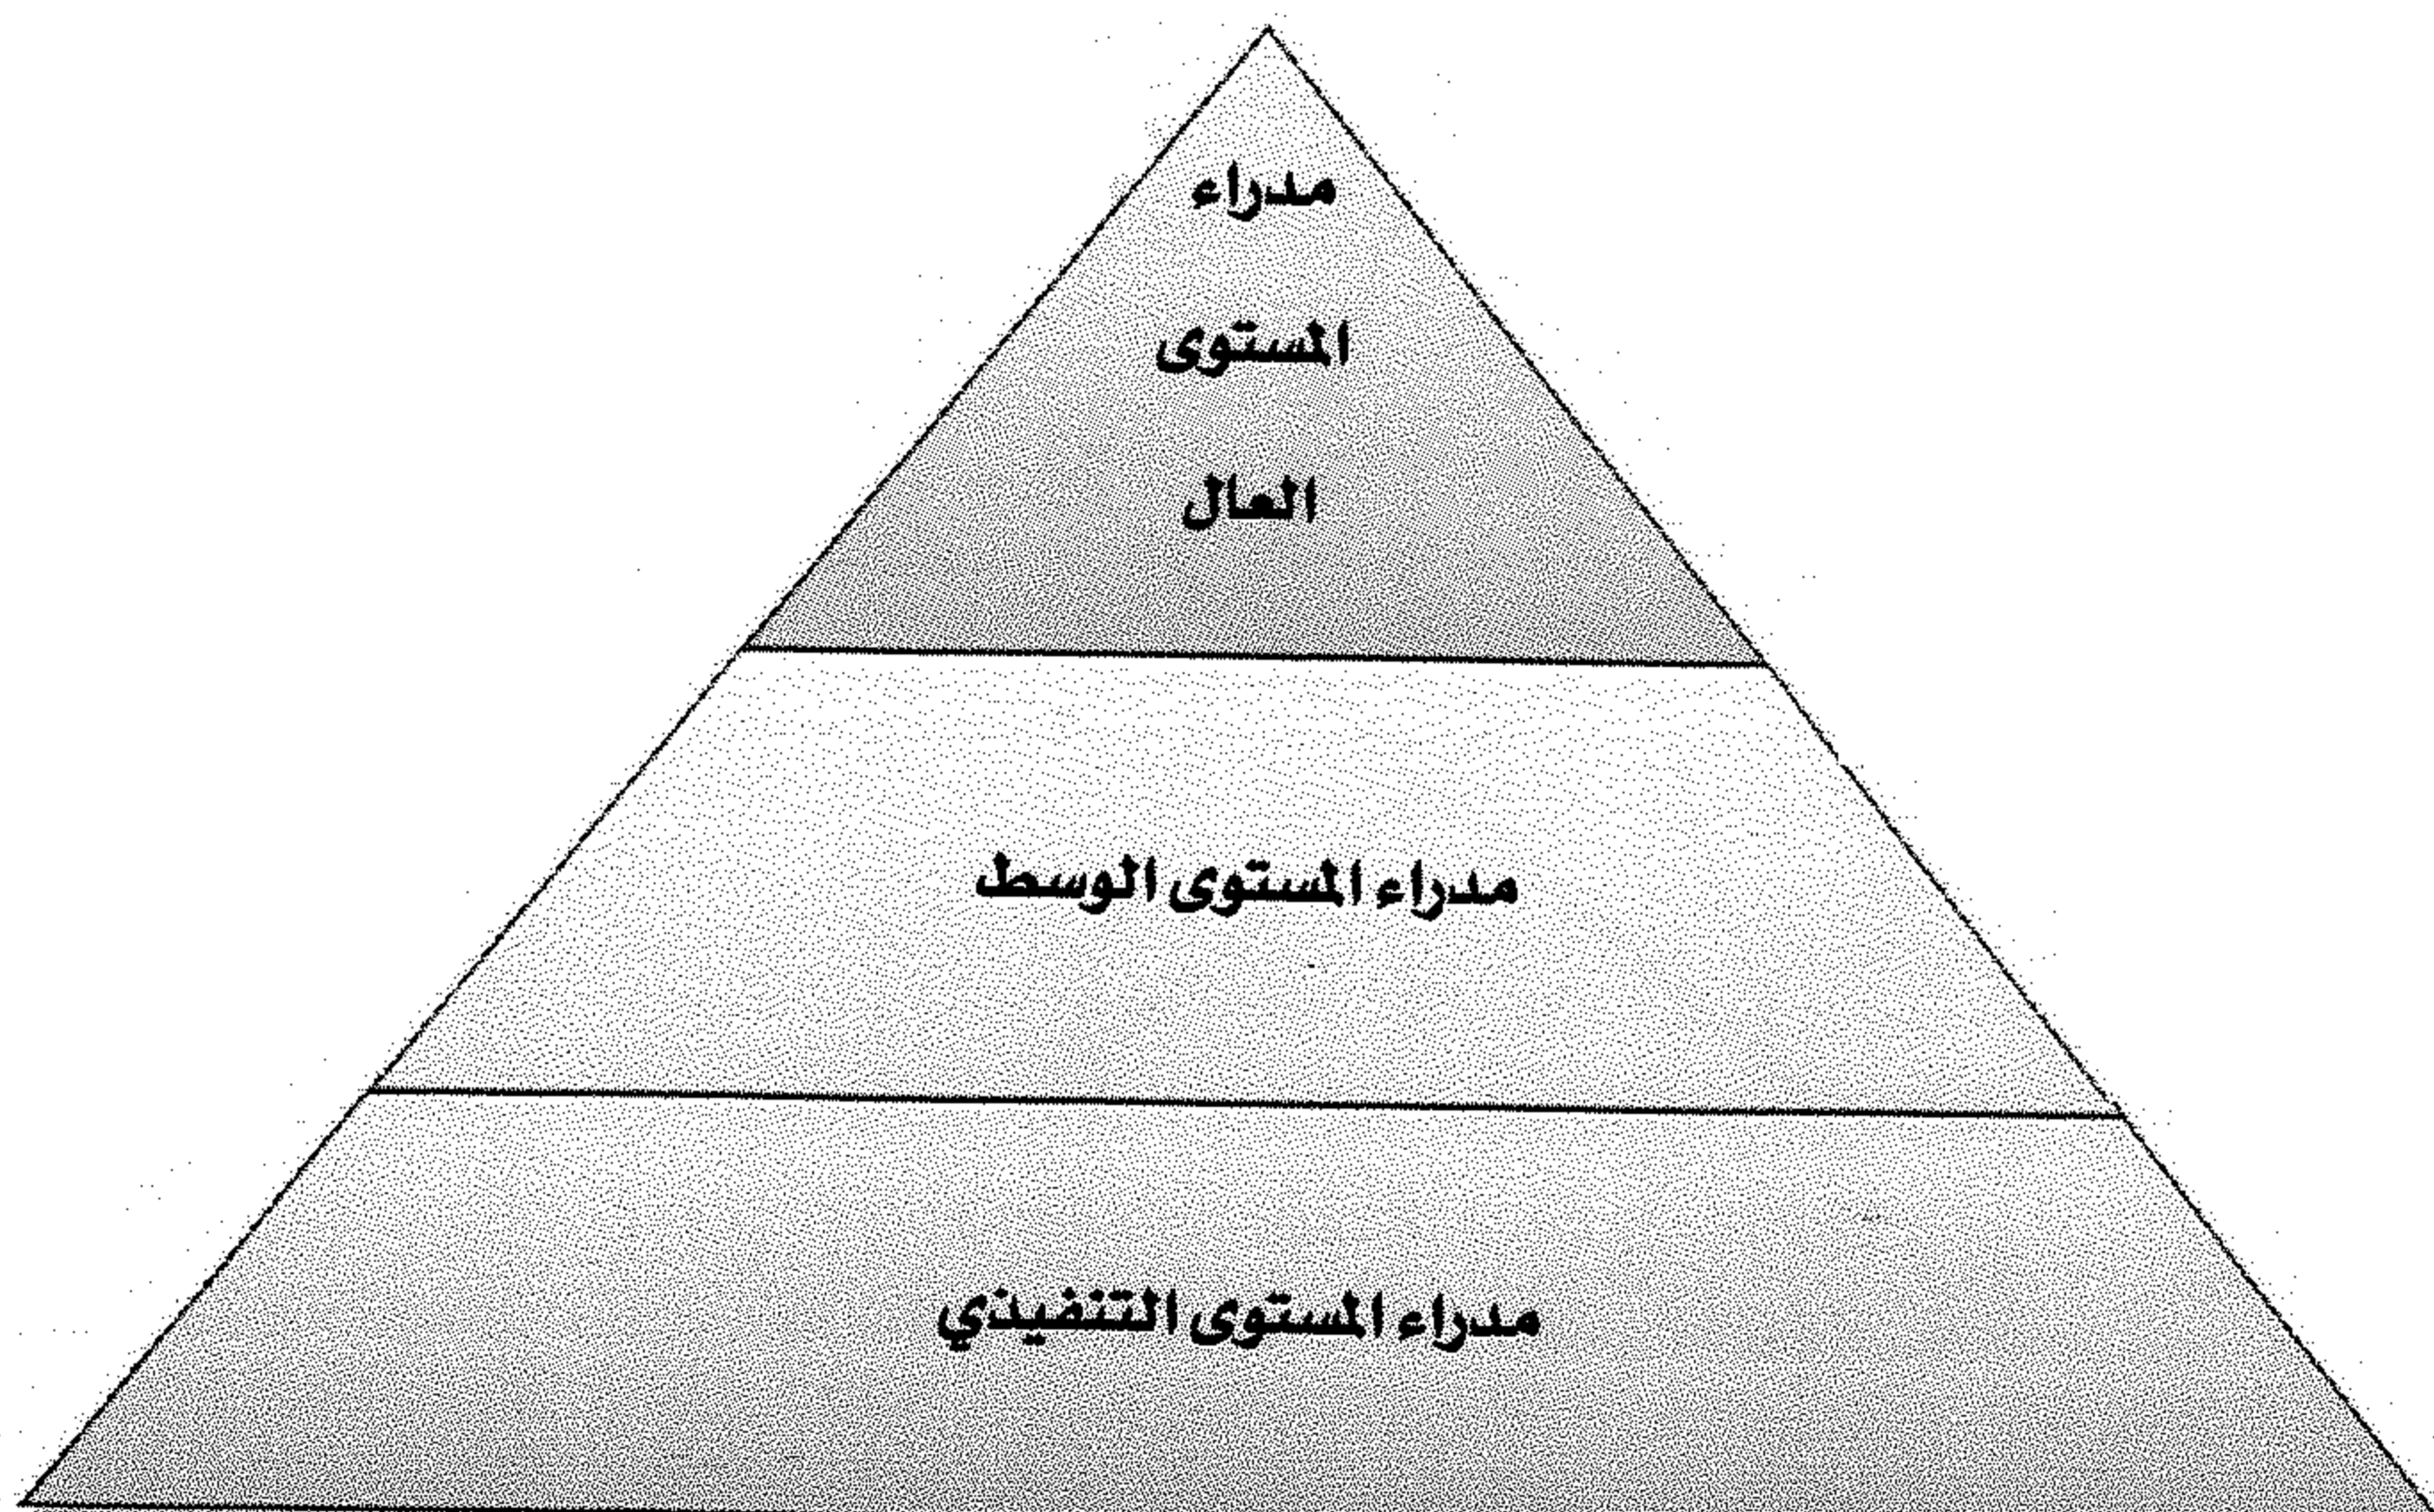 مدراء
المستوى
العال
مدراء المستوى الوسط
مدراء المستوى التنفيذي